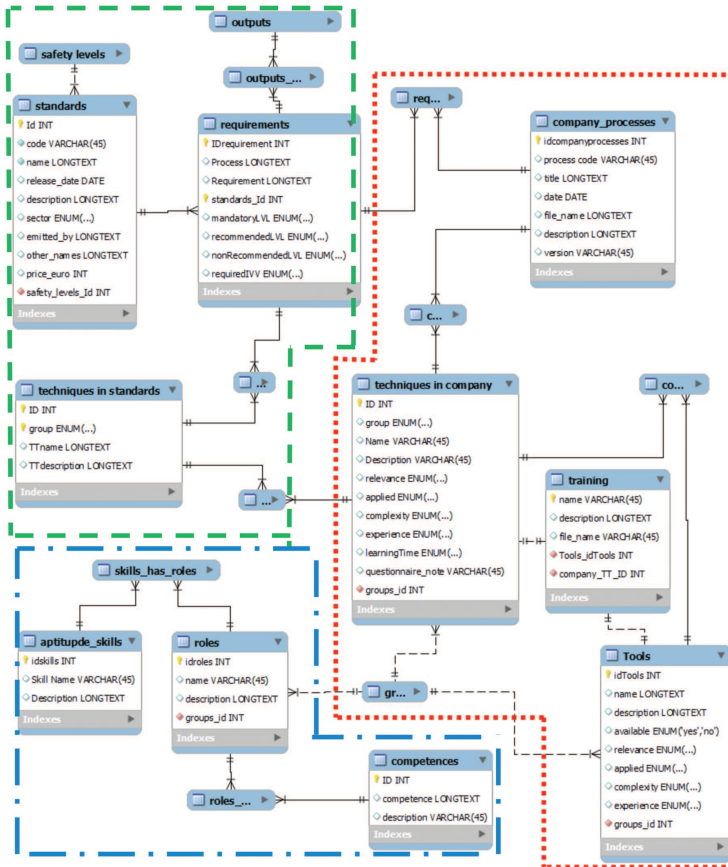 outputs
safety levels
outputs_...
standards
Id INT
code VARCHAR(45)
name LONGTEXT
release_date DATE
description LONGTEXT
sector ENUM(...)
emitted_by LONGTEXT
other_names LONGTEXT
price_euro INT
safety_levels_Id INT
Indexes
requirements
IDrequirement INT
Process LONGTEXT
Requirement LONGTEXT
standards_Id INT
mandatoryLVL ENUM(...)
recommendedLVL ENUM(...)
nonRecommendedLVL ENUM(...)
requiredIVV ENUM(...)
Indexes
req...
company_processes
idcompanyprocesses INT
process code VARCHAR(45)
title LONGTEXT
date DATE
file_name LONGTEXT
description LONGTEXT
version VARCHAR(45)
Indexes
c...
...
techniques in standards
ID INT
group ENUM(...)
TTname LONGTEXT
TTdescription LONGTEXT
Indexes
...
techniques in company
ID INT
group ENUM(...)
Name VARCHAR(45)
Description VARCHAR(45)
relevance ENUM(...)
applied ENUM(...)
complexity ENUM(...)
experience ENUM(...)
learningTime ENUM(...)
questionnaire_note VARCHAR(45)
groups_id INT
Indexes
co...
training
name VARCHAR(45)
description LONGTEXT
file_name VARCHAR(45)
Tools_idTools INT
company_TT_ID INT
Indexes
skills_has_roles
aptitupde_skills
idskills INT
Skill Name VARCHAR(45)
Description LONGTEXT
Indexes
roles
idroles INT
name VARCHAR(45)
description LONGTEXT
groups_id INT
Indexes
gr...
Tools
idTools INT
name LONGTEXT
description LONGTEXT
available ENUM('yes','no')
relevance ENUM(...)
applied ENUM(...)
complexity ENUM(...)
experience ENUM(...)
groups_id INT
Indexes
roles_...
competences
ID INT
competence LONGTEXT
description VARCHAR(45)
Indexes